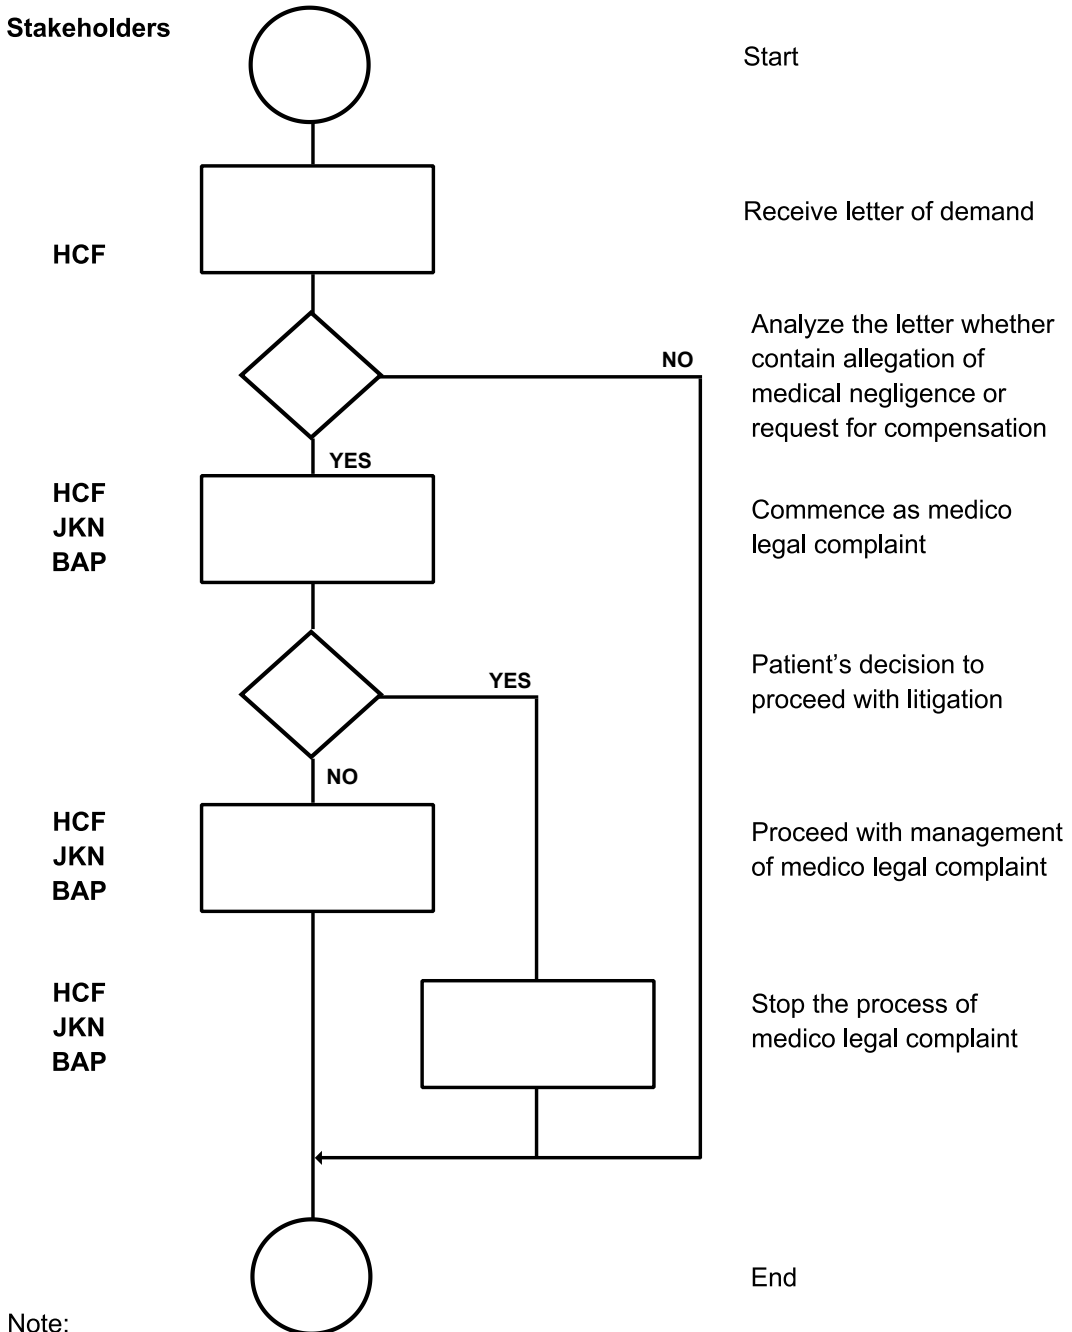 Stakeholders
Start
Receive letter of demand
HCF
Analyze the letter whether
contain allegation of
medical negligence or
request for compensation
NO
YES
HCF
JKN
BAP
Commence as medico
legal complaint
Patient’s decision to
proceed with litigation
YES
NO
HCF
JKN
BAP
Proceed with management
of medico legal complaint
HCF
JKN
BAP
Stop the process of
medico legal complaint
End
Note: